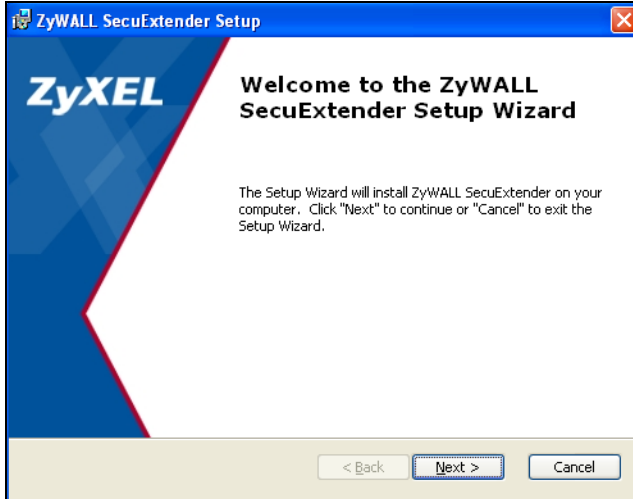 ZyWALL SecuExtender Setup
ZyXEL
Welcome to the ZyWALL
SecuExtender Setup Wizard
The Setup Wizard will install ZyWALL SecuExtender on your
computer. Click "Next" to continue or "Cancel" to exit the
Setup Wizard.
< Back
Next >
Cancel